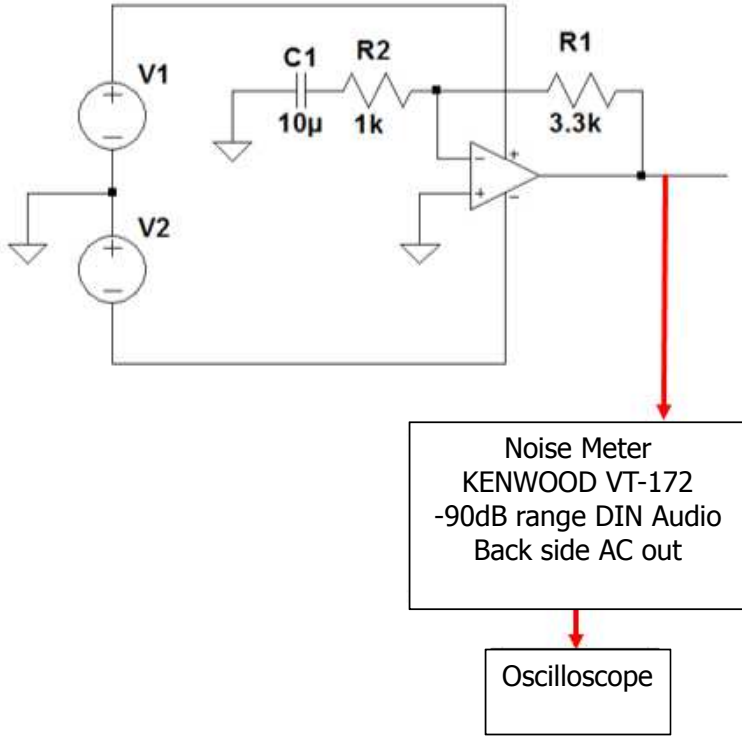 V1
C1
R2
R1
10µ
1k
3.3k
V2
Noise Meter
KENWOOD VT-172
-90dB range DIN Audio
Back side AC out
Oscilloscope